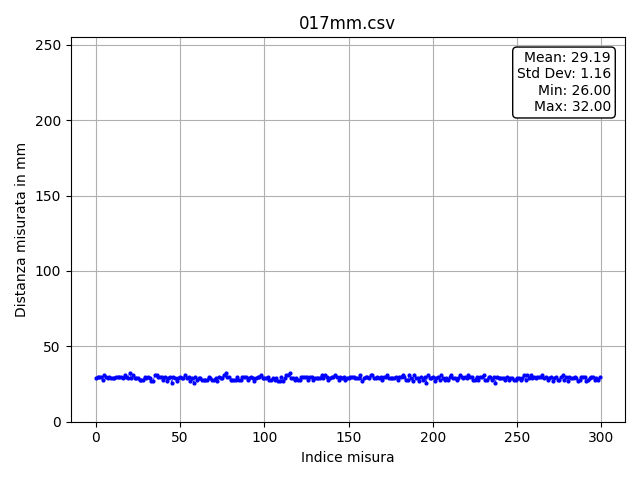 017mm.csv
Mean: 29.19
Std Dev: 1.16
Min: 26.00
Max: 32.00
Distanza misurata in mm
250
200
150
100
50
0
0 50 100 150 200 250 300
Indice misura